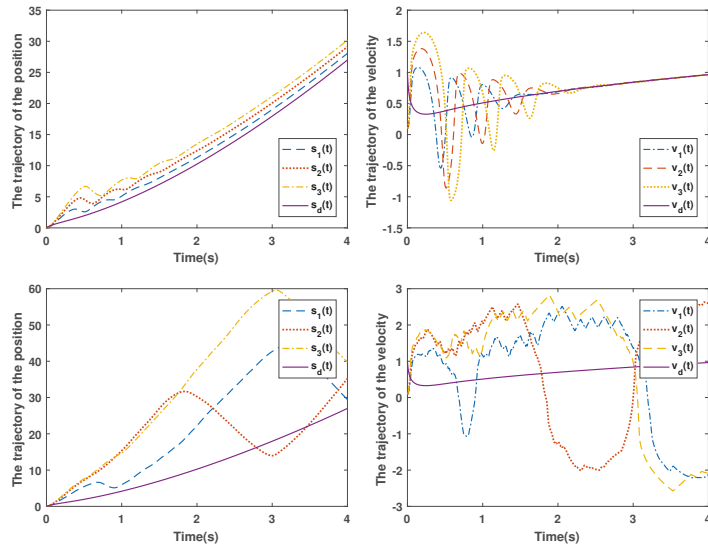 The trajectory of the position
35
30
25
20
15
10
5
0
0 1 2 3 4
Time(s)
s1(t)
s2(t)
s3(t)
sd(t)
The trajectory of the velocity
2
1.5
1
0.5
0
-0.5
-1
-1.5
0 1 2 3 4
Time(s)
v1(t)
v2(t)
v3(t)
vd(t)
The trajectory of the position
60
50
40
30
20
10
0
0 1 2 3 4
Time(s)
s1(t)
s2(t)
s3(t)
sd(t)
The trajectory of the velocity
3
2
1
0
-1
-2
-3
0 1 2 3 4
Time(s)
v1(t)
v2(t)
v3(t)
vd(t)